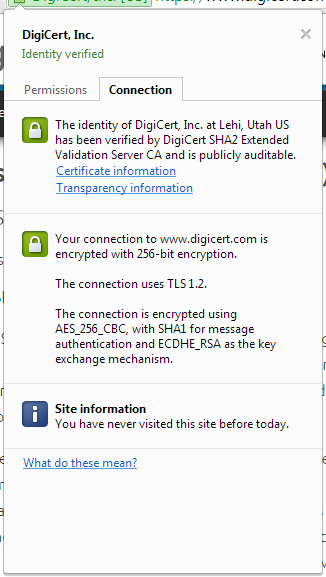 DigiCert, Inc.
Identity verified
Permissions
Connection
The identity of DigiCert, Inc. at Lehi, Utah US
has been verified by DigiCert SHA2 Extended
Validation Server CA and is publicly auditable.
Certificate information
Transparency information
Your connection to www.digicert.com is
encrypted with 256-bit encryption.
The connection uses TLS 1.2.
The connection is encrypted using
AES_256_CBC, with SHA1 for message
authentication and ECDHE_RSA as the key
exchange mechanism.
Site information
You have never visited this site before today.
What do these mean?